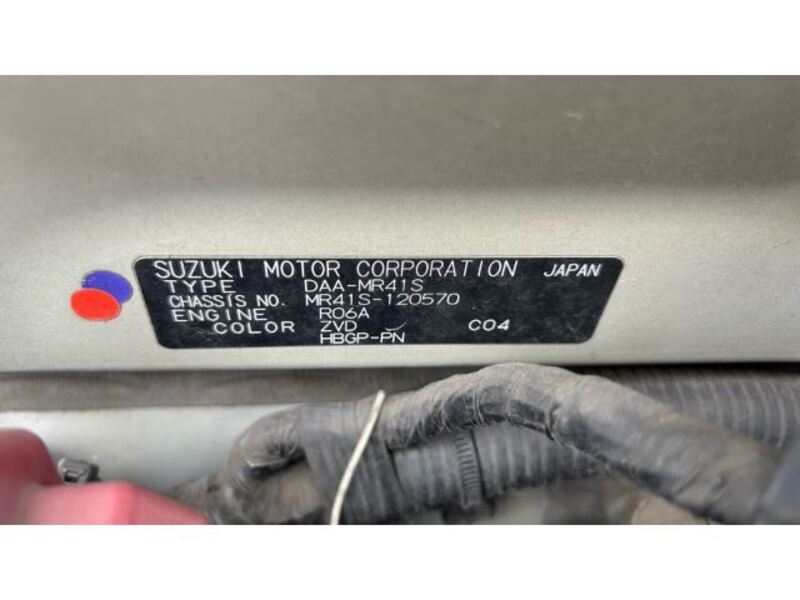 SUZUKI MOTOR CORPORATION JAPAN
TYPE DAA-MR41S
CHASSIS NO. MR41S-120570
ENGINE R06A
COLOR ZVD C04
HBGP-PN